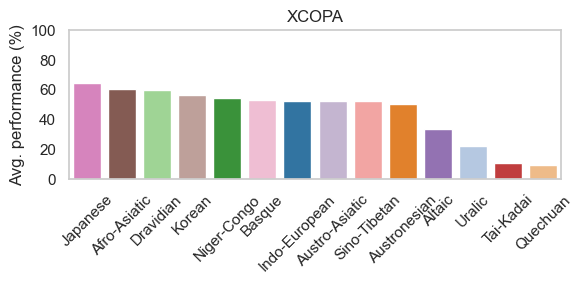 XCOPA
Avg. performance (%)
100
80
60
40
20
0
Japanese
Afro-Asiatic
Dravidian
Korean
Niger-Congo
Basque
Indo-European
Austro-Asiatic
Sino-Tibetan
Austronesian
Altaic
Uralic
Tai-Kadai
Quechuan